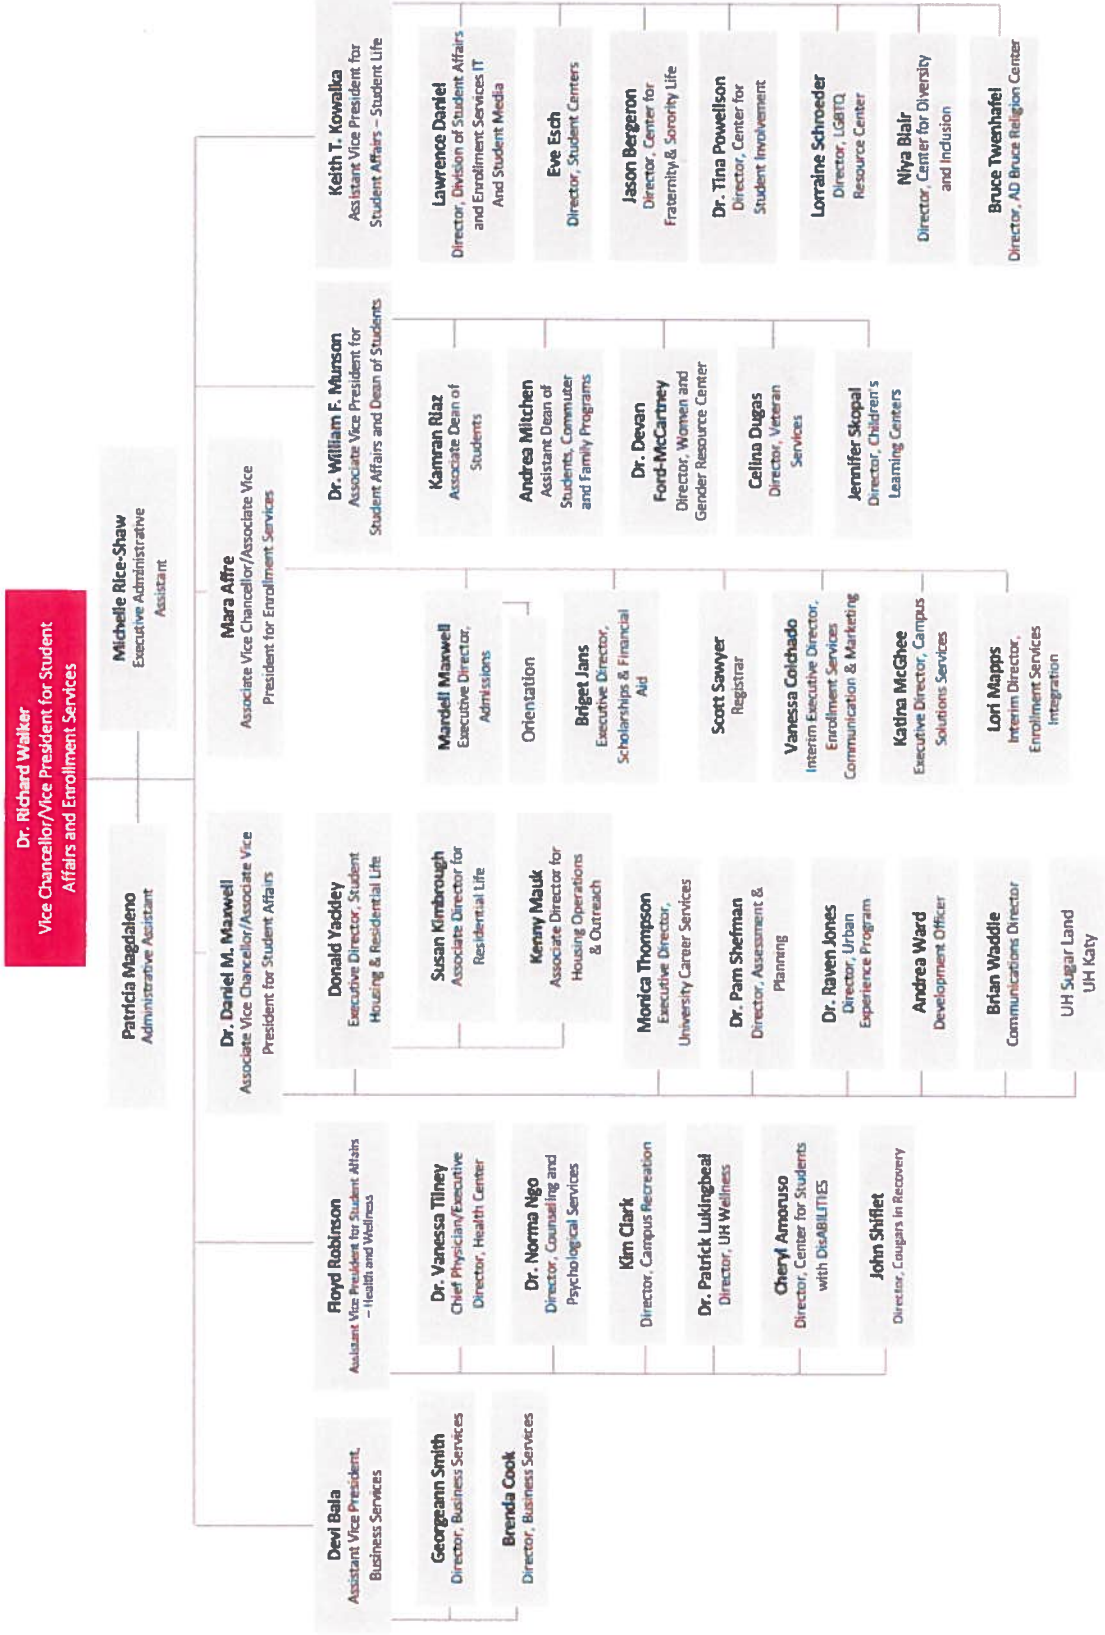 Dr. Richard Walker
Vice Chancellor/Vice President for Student
Affairs and Enrollment Services
Patricia Magdaleno
Administrative Assistant
Michelle Rice-Shaw
Executive Administrative
Assistant
Devi Bala
Assistant Vice President,
Business Services
Georgeann Smith
Director, Business Services
Brenda Cook
Director, Business Services
Floyd Robinson
Assistant Vice President for Student Affairs
– Health and Wellness
Dr. Vanessa Tilney
Chief Physician/Executive
Director, Health Center
Dr. Norma Ngo
Director, Counseling and
Psychological Services
Kim Clark
Director, Campus Recreation
Dr. Patrick Lukingbeal
Director, UH Wellness
Cheryl Amoruso
Director, Center for Students
with DisABILITIES
John Shiflet
Director, Cougars in Recovery
Dr. Daniel M. Maxwell
Associate Vice Chancellor/Associate Vice
President for Student Affairs
Donald Yackley
Executive Director, Student
Housing & Residential Life
Susan Kimbrough
Associate Director for
Residential Life
Kenny Mauk
Associate Director for
Housing Operations
& Outreach
Monica Thompson
Executive Director,
University Career Services
Dr. Pam Shefman
Director, Assessment &
Planning
Dr. Raven Jones
Director, Urban
Experience Program
Andrea Ward
Development Officer
Brian Waddle
Communications Director
UH Sugar Land
UH Katy
Mara Affre
Associate Vice Chancellor/Associate Vice
President for Enrollment Services
Mardell Maxwell
Executive Director,
Admissions
Orientation
Briget Jans
Executive Director,
Scholarships & Financial
Aid
Scott Sawyer
Registrar
Vanessa Colchado
Interim Executive Director,
Enrollment Services
Communication & Marketing
Katina McGhee
Executive Director, Campus
Solutions Services
Lori Mapps
Interim Director,
Enrollment Services
Integration
Dr. William F. Munson
Associate Vice President for
Student Affairs and Dean of Students
Kamran Riaz
Associate Dean of
Students
Andrea Mitchen
Assistant Dean of
Students, Commuter
and Family Programs
Dr. Devan
Ford-McCartney
Director, Women and
Gender Resource Center
Celina Dugas
Director, Veteran
Services
Jennifer Skopal
Director, Children's
Learning Centers
Keith T. Kowalka
Assistant Vice President for
Student Affairs – Student Life
Lawrence Daniel
Director, Division of Student Affairs
and Enrollment Services IT
And Student Media
Eve Esch
Director, Student Centers
Jason Bergeron
Director, Center for
Fraternity & Sorority Life
Dr. Tina Powellson
Director, Center for
Student Involvement
Lorraine Schroeder
Director, LGBTQ
Resource Center
Niya Blair
Director, Center for Diversity
and Inclusion
Bruce Twenhafel
Director, AD Bruce Religion Center